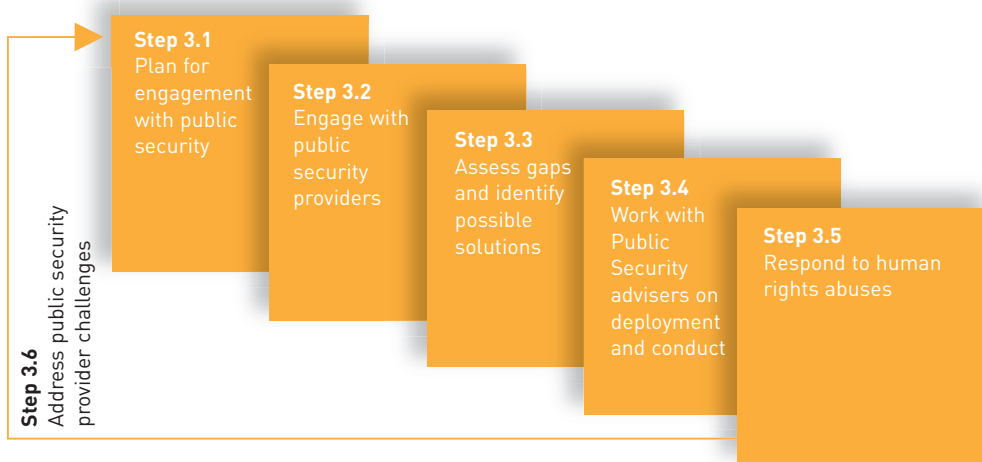 Step 3.1
Plan for
engagement
with public
security
Step 3.2
Engage with
public
security
providers
Step 3.3
Assess gaps
and identify
possible
solutions
Step 3.4
Work with
Public
Security
advisers on
deployment
and conduct
Step 3.5
Respond to human
rights abuses
Step 3.6
Address public security
provider challenges